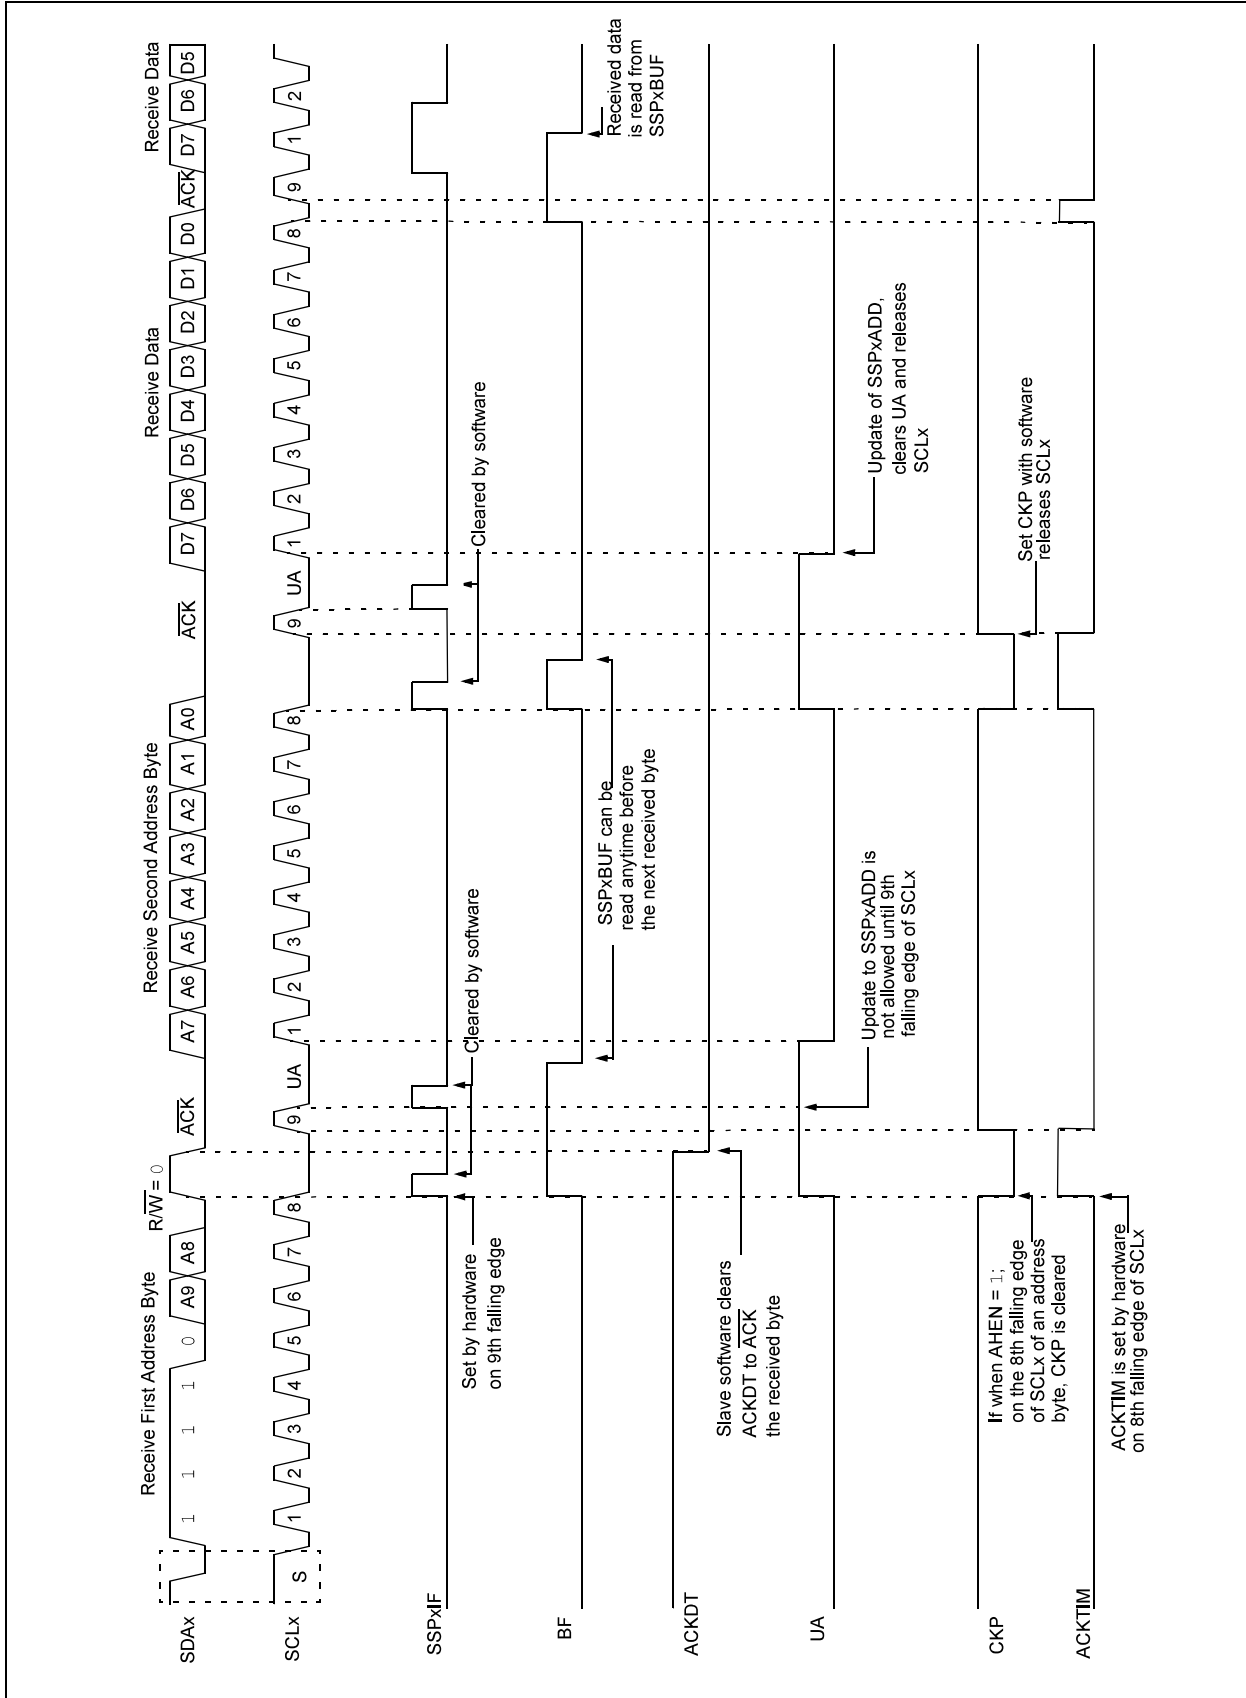 Receive First Address Byte
R/W = 0
ACK
Receive Second Address Byte
ACK
Receive Data
ACK
Receive Data
SDAx
1 1 1 1 0 A9 A8
A7 A6 A5 A4 A3 A2 A1 A0
D7 D6 D5 D4 D3 D2 D1 D0
D7 D6 D5
SCLx
S
1 2 3 4 5 6 7 8 9 UA
1 2 3 4 5 6 7 8 9 UA
1 2 3 4 5 6 7 8 9
1 2
SSPxIF
Set by hardware
on 9th falling edge
Cleared by software
Cleared by software
BF
SSPxBUF can be
read anytime before
the next received byte
Received data
is read from
SSPxBUF
ACKDT
Slave software clears
ACKDT to ACK
the received byte
UA
Update to SSPxADD is
not allowed until 9th
falling edge of SCLx
Update of SSPxADD,
clears UA and releases
SCLx
CKP
If when AHEN = 1;
on the 8th falling edge
of SCLx of an address
byte, CKP is cleared
Set CKP with software
releases SCLx
ACKTIM
ACKTIM is set by hardware
on 8th falling edge of SCLx